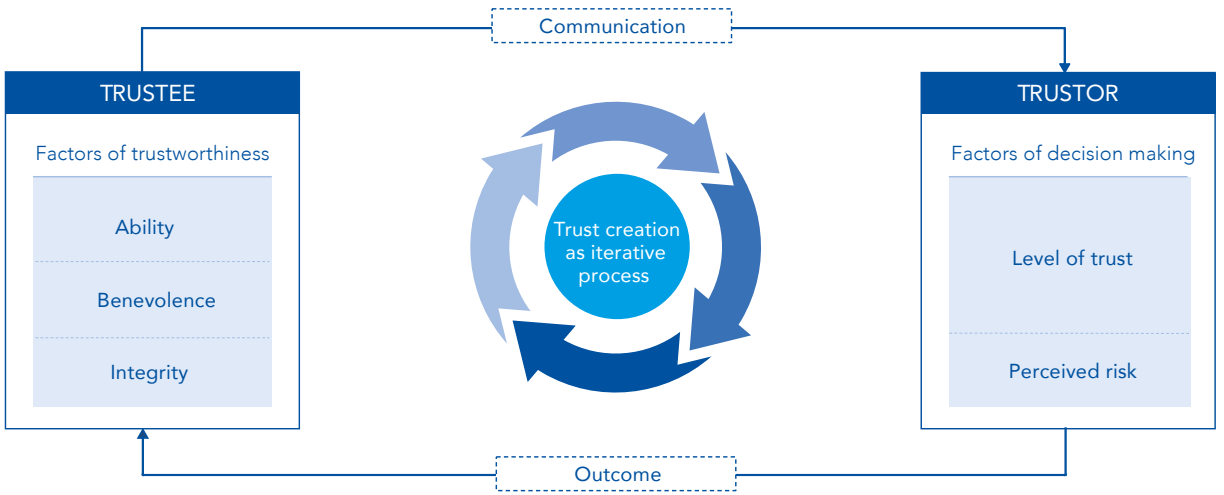 Communication
TRUSTEE
Factors of trustworthiness
Ability
Benevolence
Integrity
Trust creation
as iterative
process
TRUSTOR
Factors of decision making
Level of trust
Perceived risk
Outcome